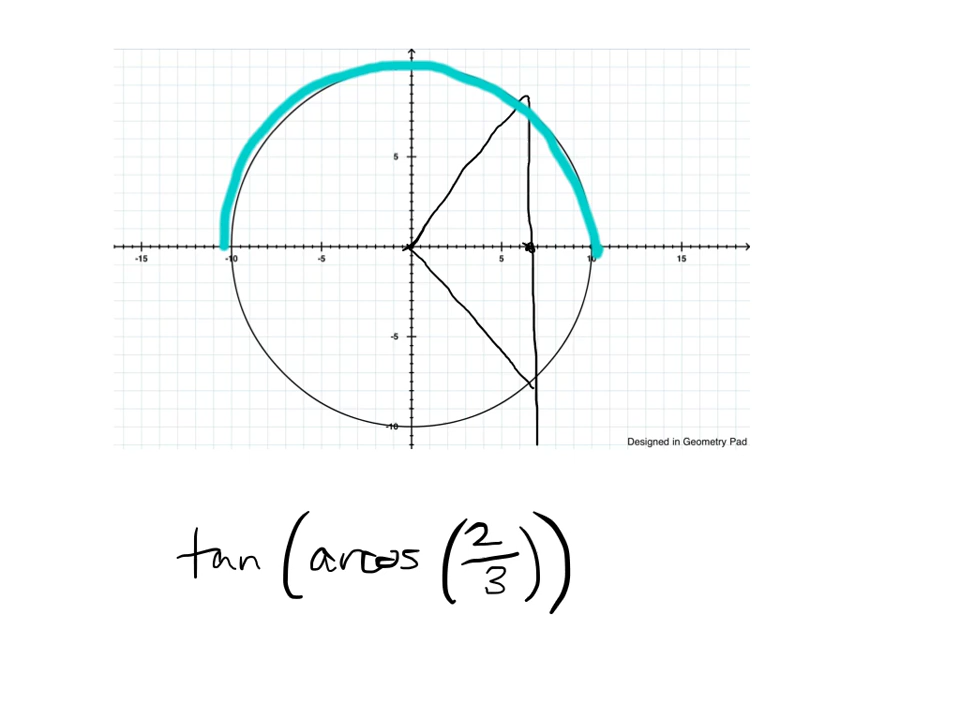 5
-15 -10 -5 5 10 15
-5
-10
Designed in Geometry Pad
tan (arccos (2/3))